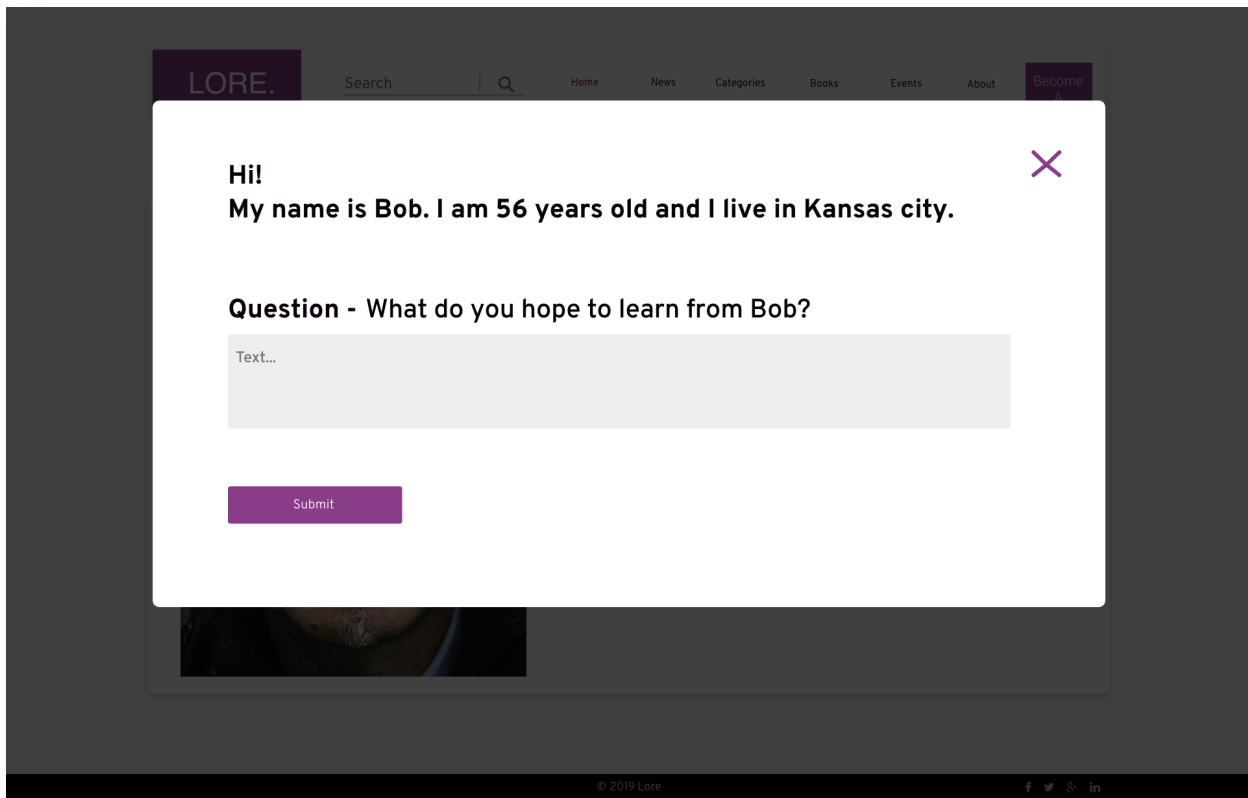 LORE.
Search
Home
News
Categories
Books
Events
About
Become
A
Hi!
My name is Bob. I am 56 years old and I live in Kansas city.
Question - What do you hope to learn from Bob?
Text...
Submit
© 2019 Lore